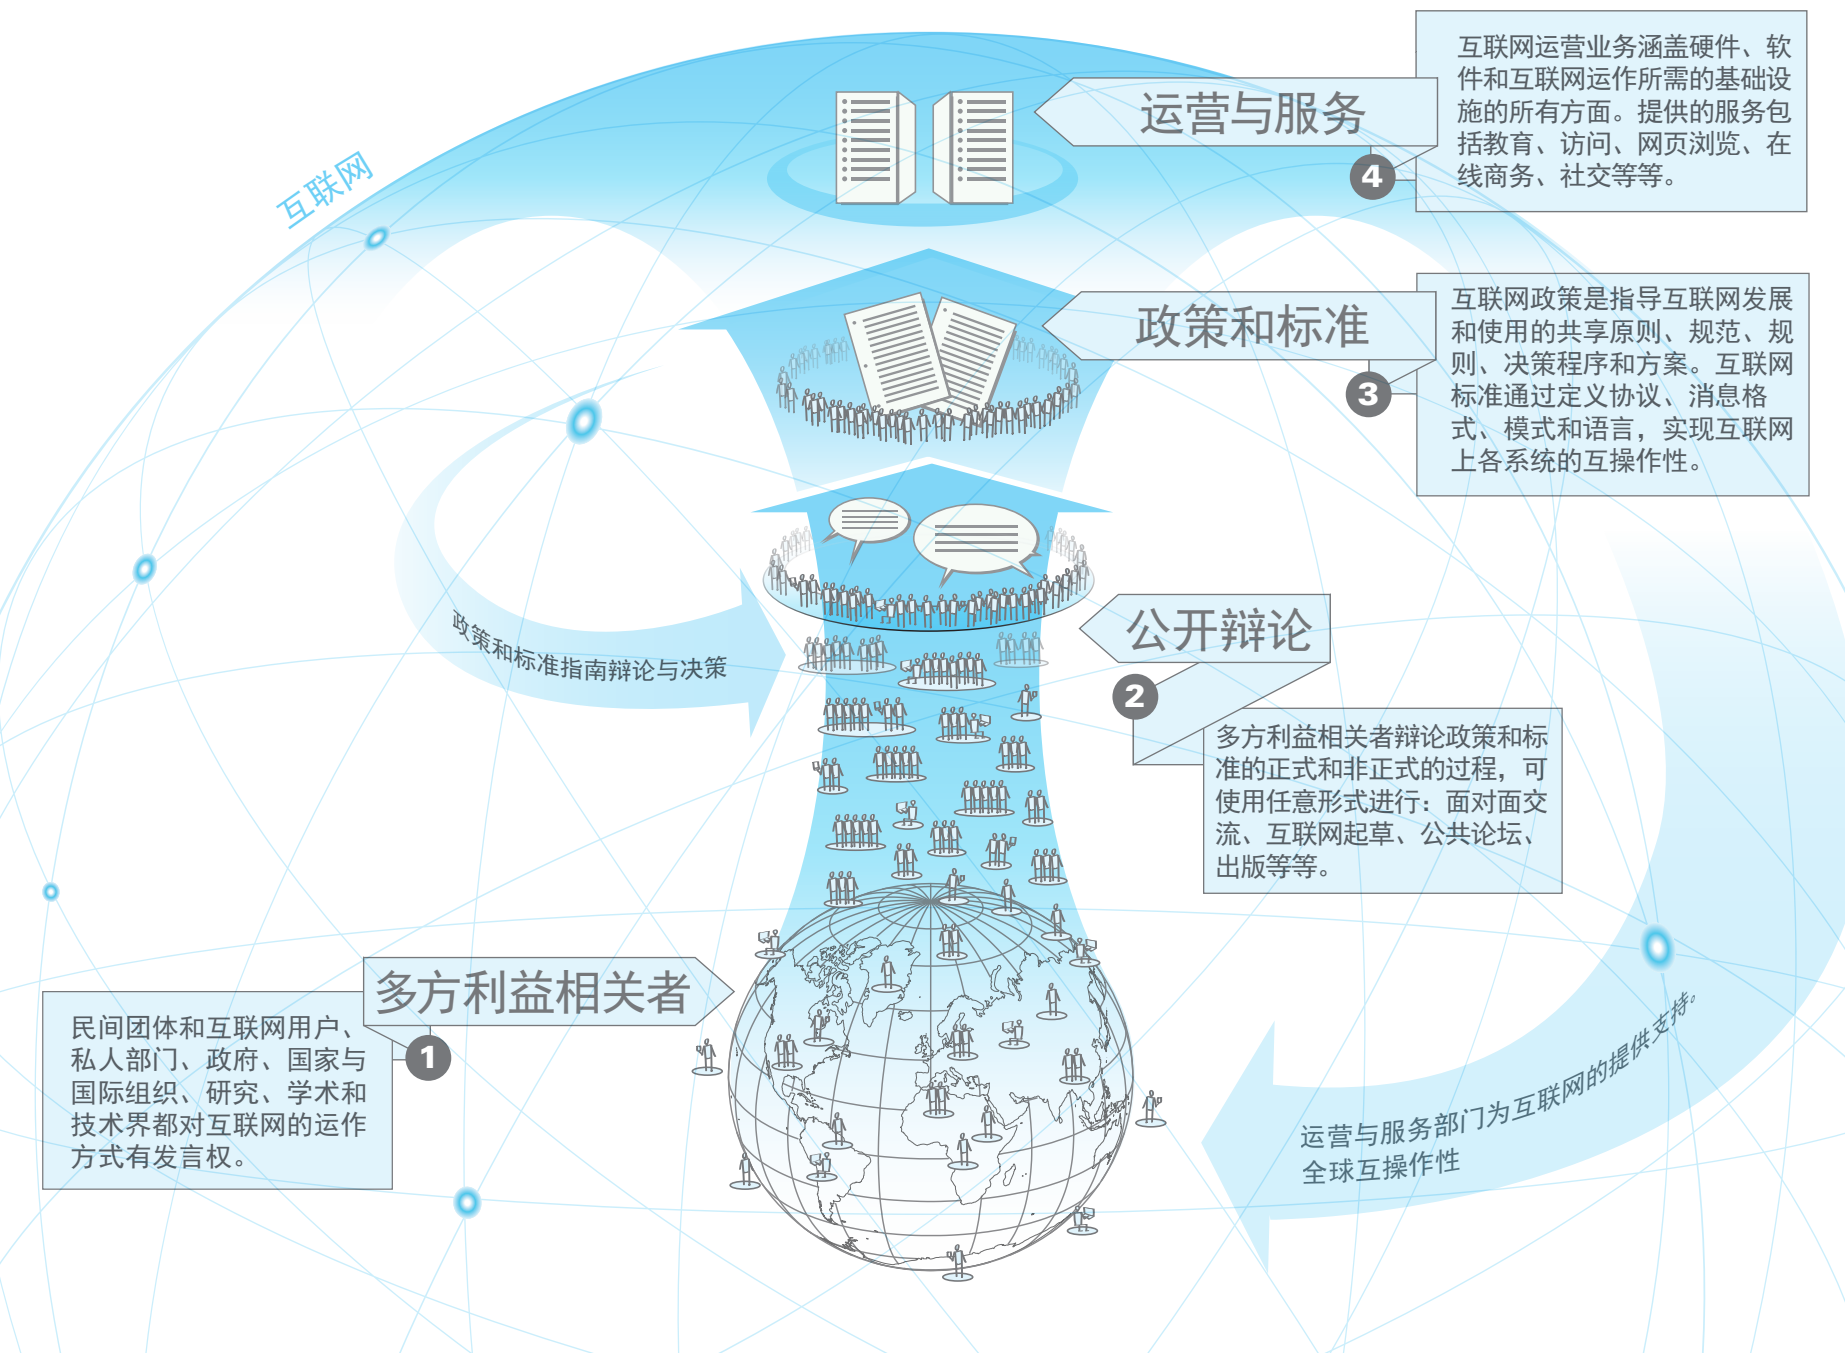 互联网
运营与服务
4
互联网运营业务涵盖硬件、软
件和互联网运作所需的基础设
施的所有方面。提供的服务包
括教育、访问、网页浏览、在
线商务、社交等等。
政策和标准
3
互联网政策是指导互联网发展
和使用的共享原则、规范、规
则、决策程序和方案。互联网
标准通过定义协议、消息格
式、模式和语言，实现互联网
上各系统的互操作性。
政策和标准指南辩论与决策
公开辩论
2
多方利益相关者辩论政策和标
准的正式和非正式的过程，可
使用任意形式进行：面对面交
流、互联网起草、公共论坛、
出版等等。
多方利益相关者
1
民间团体和互联网用户、
私人部门、政府、国家与
国际组织、研究、学术和
技术界都对互联网的运作
方式有发言权。
运营与服务部门为互联网的提供支持。
全球互操作性